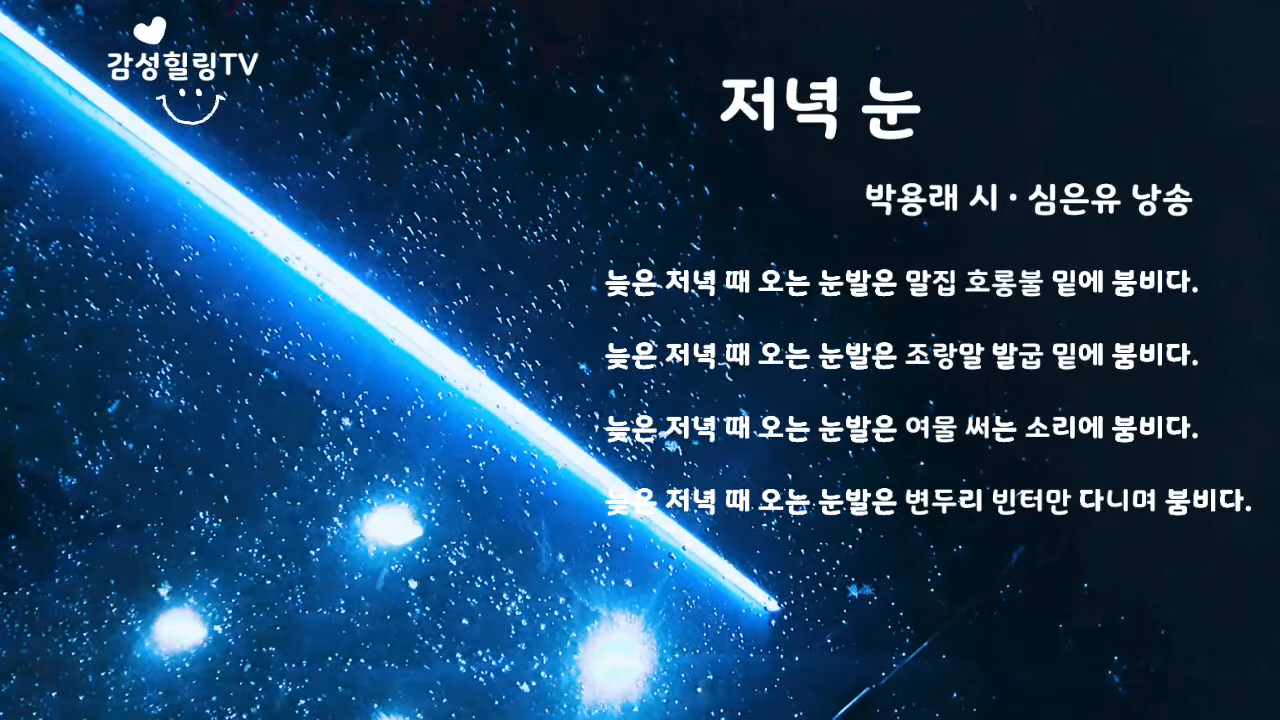 감성힐링TV
저녁 눈
박용래 시 · 심은유 낭송
늦은 저녁 때 오는 눈발은 말집 호롱불 밑에 붐비다.
늦은 저녁 때 오는 눈발은 조랑말 발굽 밑에 붐비다.
늦은 저녁 때 오는 눈발은 여물 써는 소리에 붐비다.
늦은 저녁 때 오는 눈발은 변두리 빈터만 다니며 붐비다.